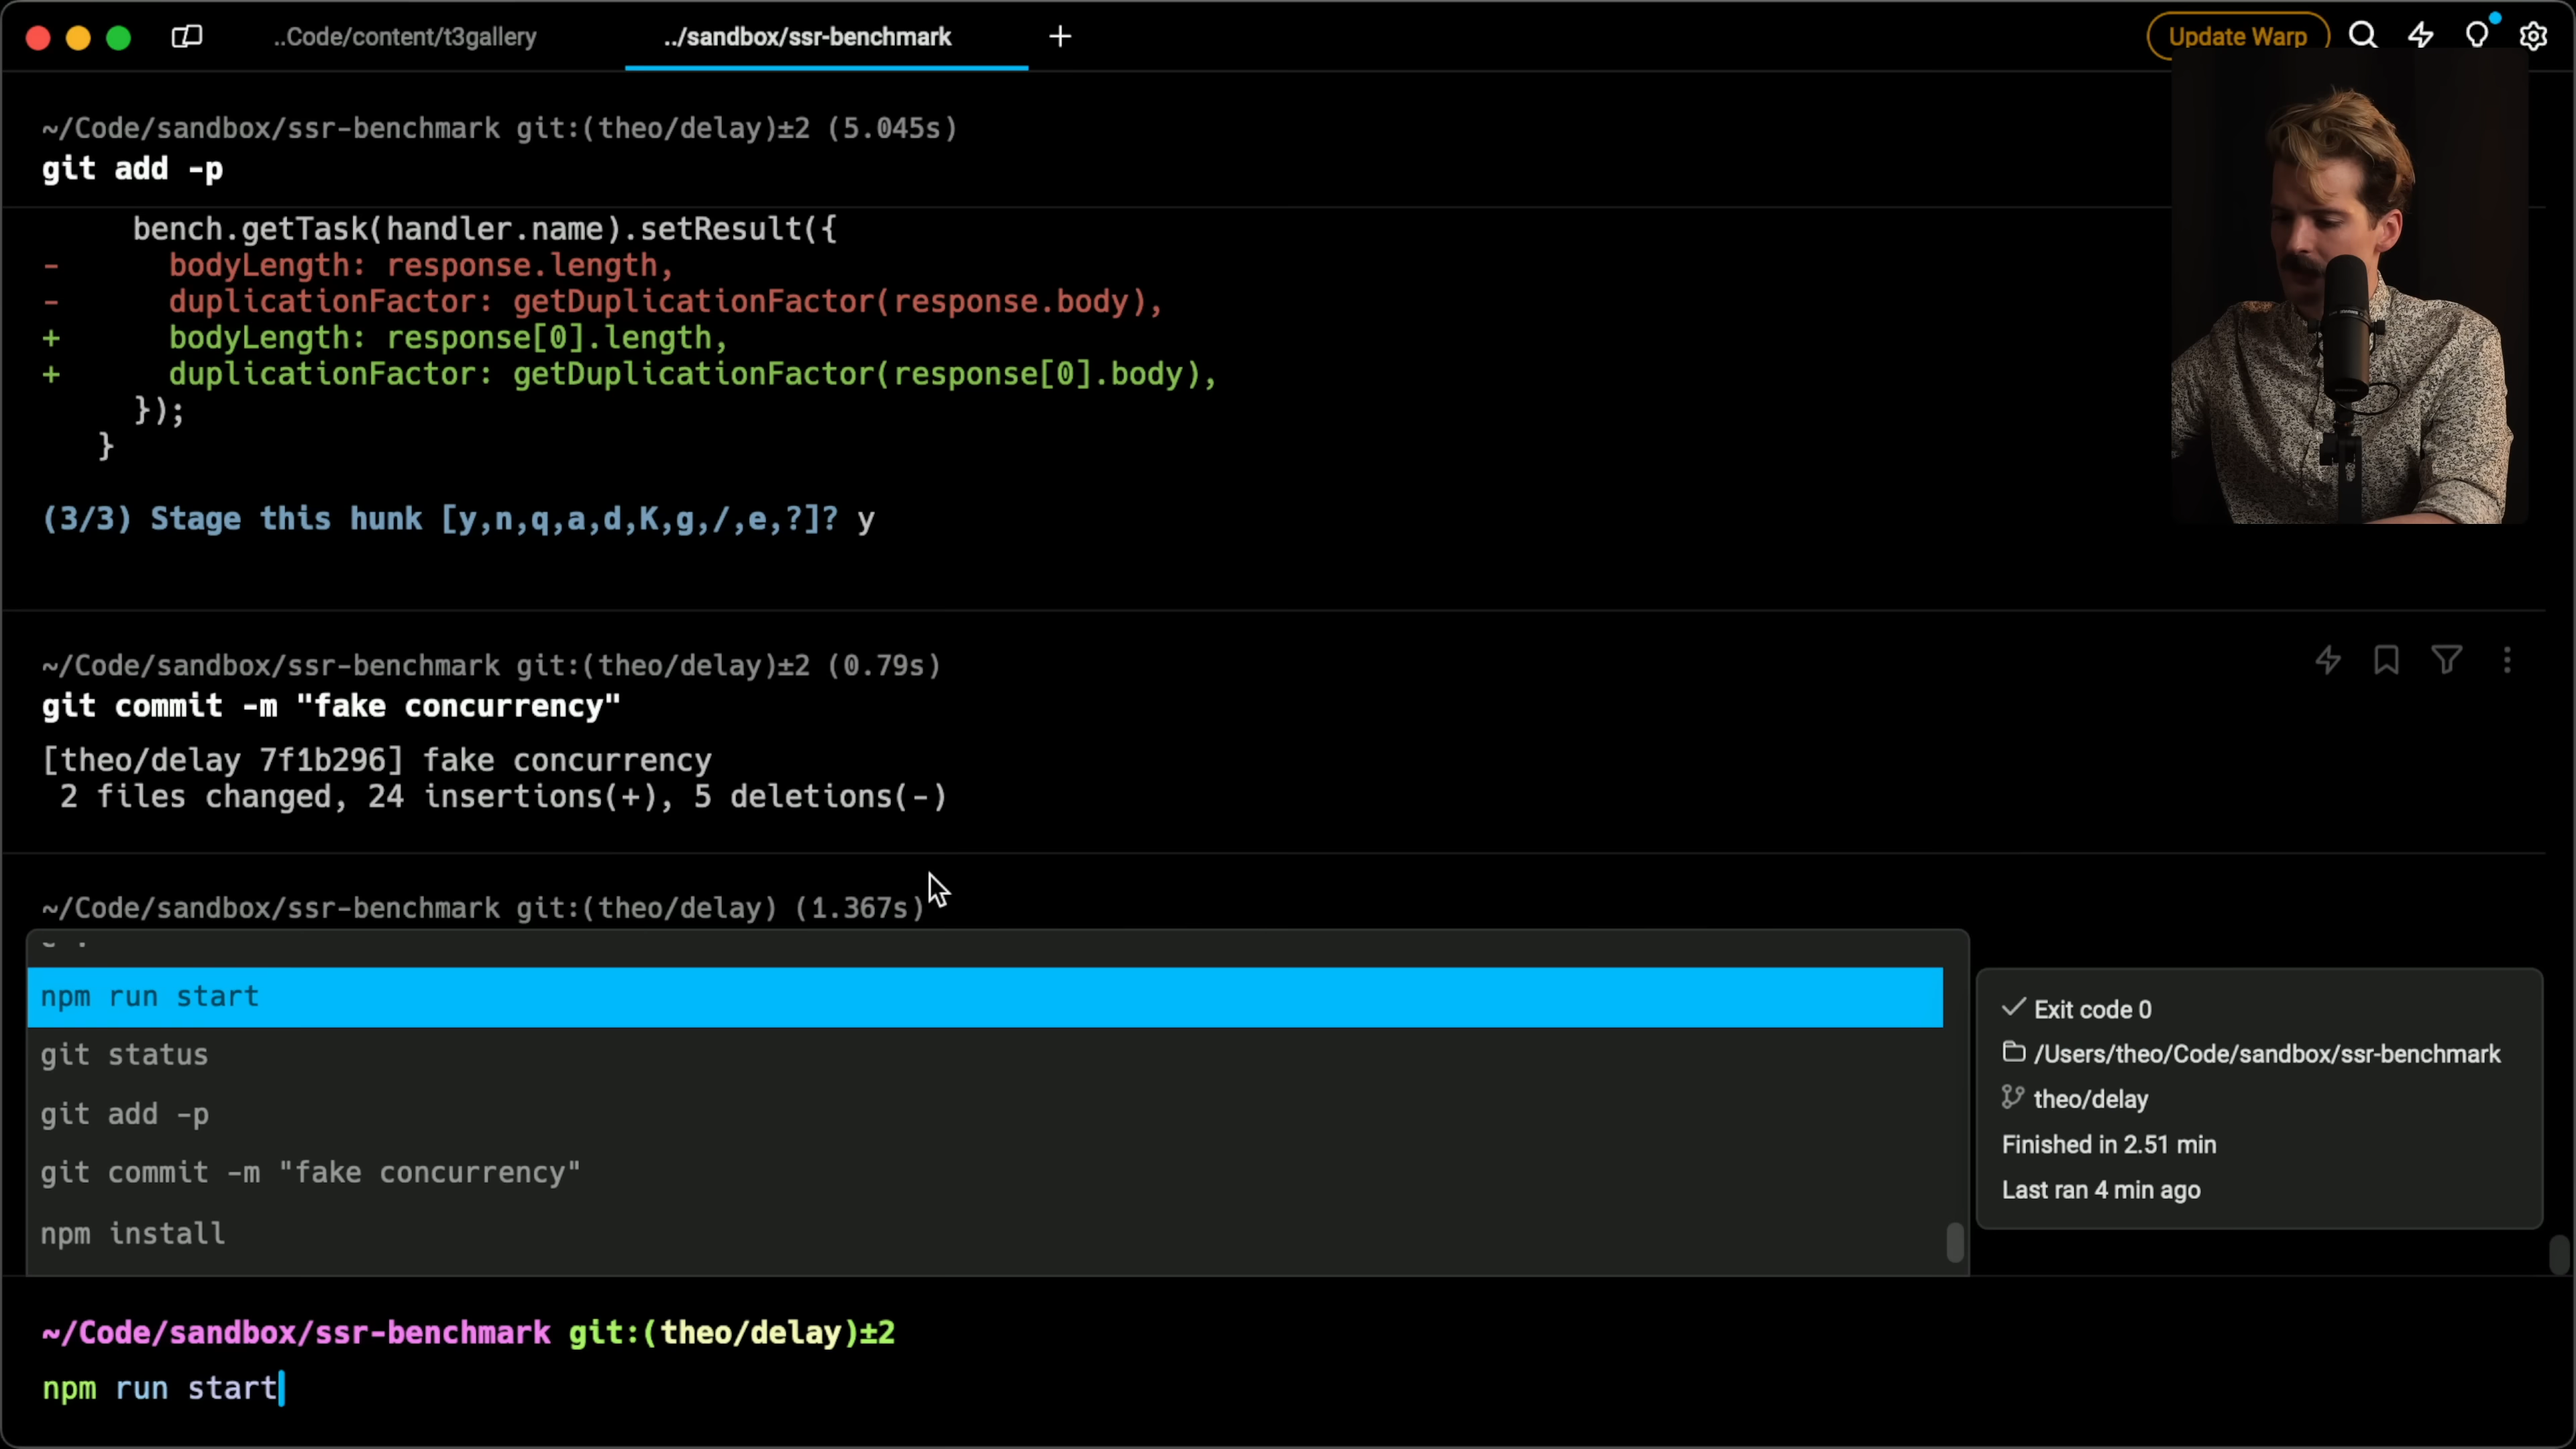 ..Code/content/t3gallery
../sandbox/ssr-benchmark
+
Update Warp
~/Code/sandbox/ssr-benchmark git:(theo/delay)±2 (5.045s)
git add -p
bench.getTask(handler.name).setResult({
- bodyLength: response.length,
- duplicationFactor: getDuplicationFactor(response.body),
+ bodyLength: response[0].length,
+ duplicationFactor: getDuplicationFactor(response[0].body),
});
}
(3/3) Stage this hunk [y,n,q,a,d,K,g,/,e,?]? y
~/Code/sandbox/ssr-benchmark git:(theo/delay)±2 (0.79s)
git commit -m "fake concurrency"
[theo/delay 7f1b296] fake concurrency
2 files changed, 24 insertions(+), 5 deletions(-)
~/Code/sandbox/ssr-benchmark git:(theo/delay) (1.367s)
npm run start
git status
git add -p
git commit -m "fake concurrency"
npm install
Exit code 0
/Users/theo/Code/sandbox/ssr-benchmark
theo/delay
Finished in 2.51 min
Last ran 4 min ago
~/Code/sandbox/ssr-benchmark git:(theo/delay)±2
npm run start